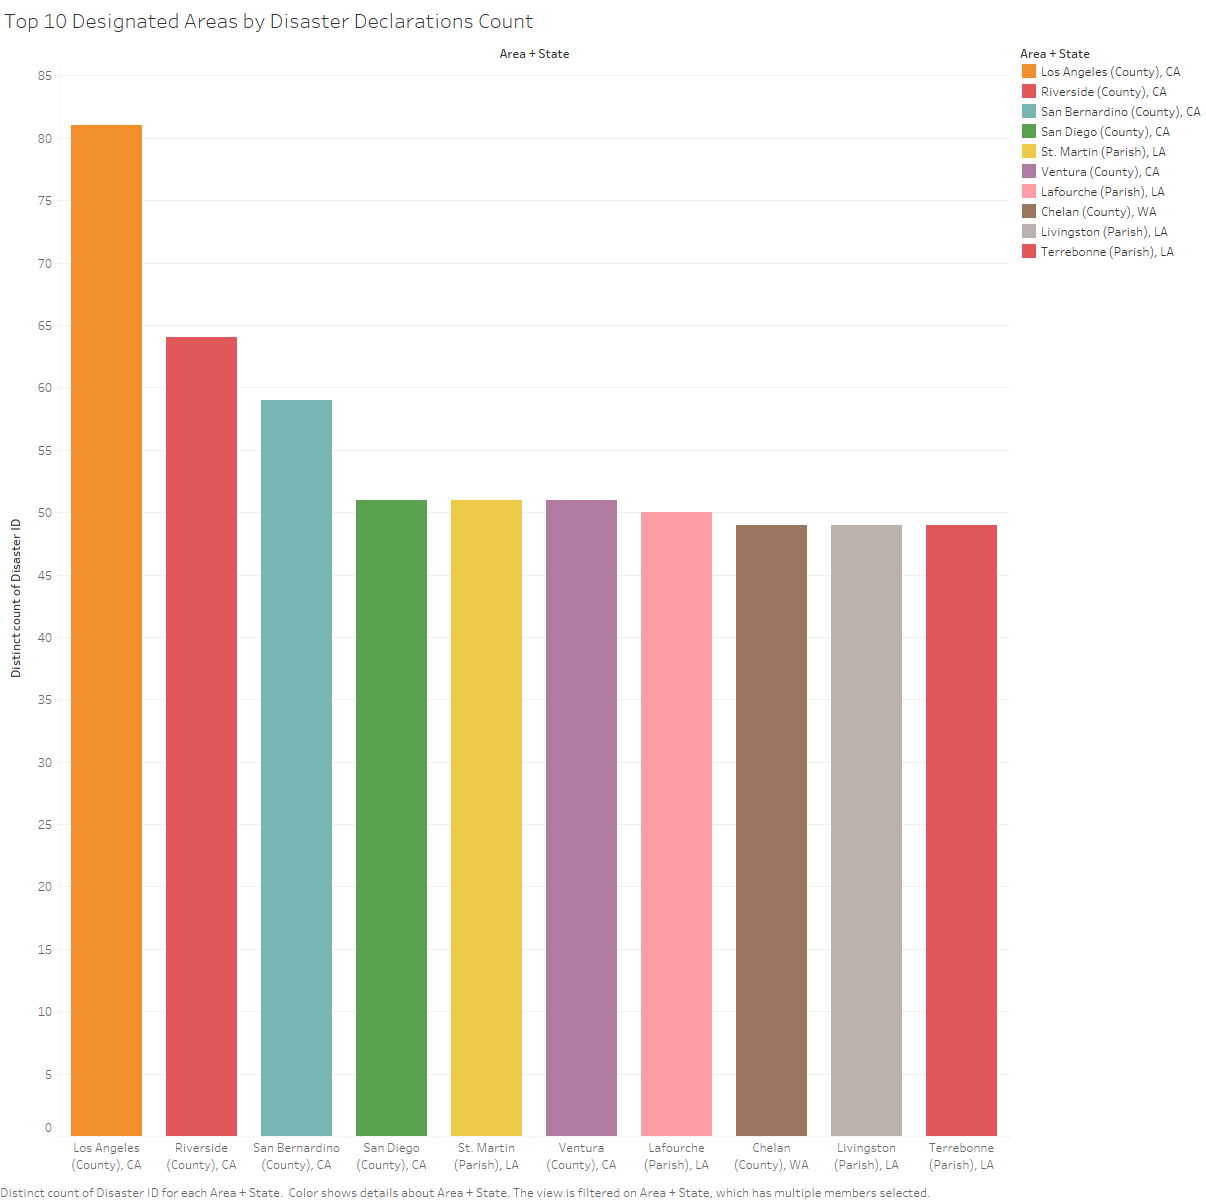 Top 10 Designated Areas by Disaster Declarations Count
Area + State
85
80
75
70
65
60
55
50
45
40
35
30
25
20
15
10
5
0
Distinct count of Disaster ID
Los Angeles
(County), CA
Riverside
(County), CA
San Bernardino
(County), CA
San Diego
(County), CA
St. Martin
(Parish), LA
Ventura
(County), CA
Lafourche
(Parish), LA
Chelan
(County), WA
Livingston
(Parish), LA
Terrebonne
(Parish), LA
Area + State
Los Angeles (County), CA
Riverside (County), CA
San Bernardino (County), CA
San Diego (County), CA
St. Martin (Parish), LA
Ventura (County), CA
Lafourche (Parish), LA
Chelan (County), WA
Livingston (Parish), LA
Terrebonne (Parish), LA
Distinct count of Disaster ID for each Area + State.  Color shows details about Area + State. The view is filtered on Area + State, which has multiple members selected.